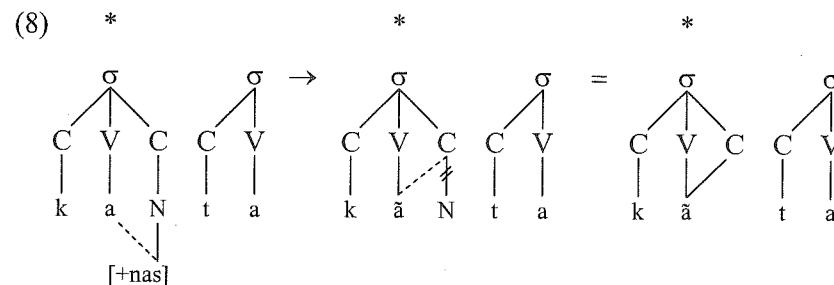 (8) * *
σ σ → σ σ = σ σ
C V C C V C V C C V C V C C V
k a N t a k ã N t a k ã t a
[+nas]